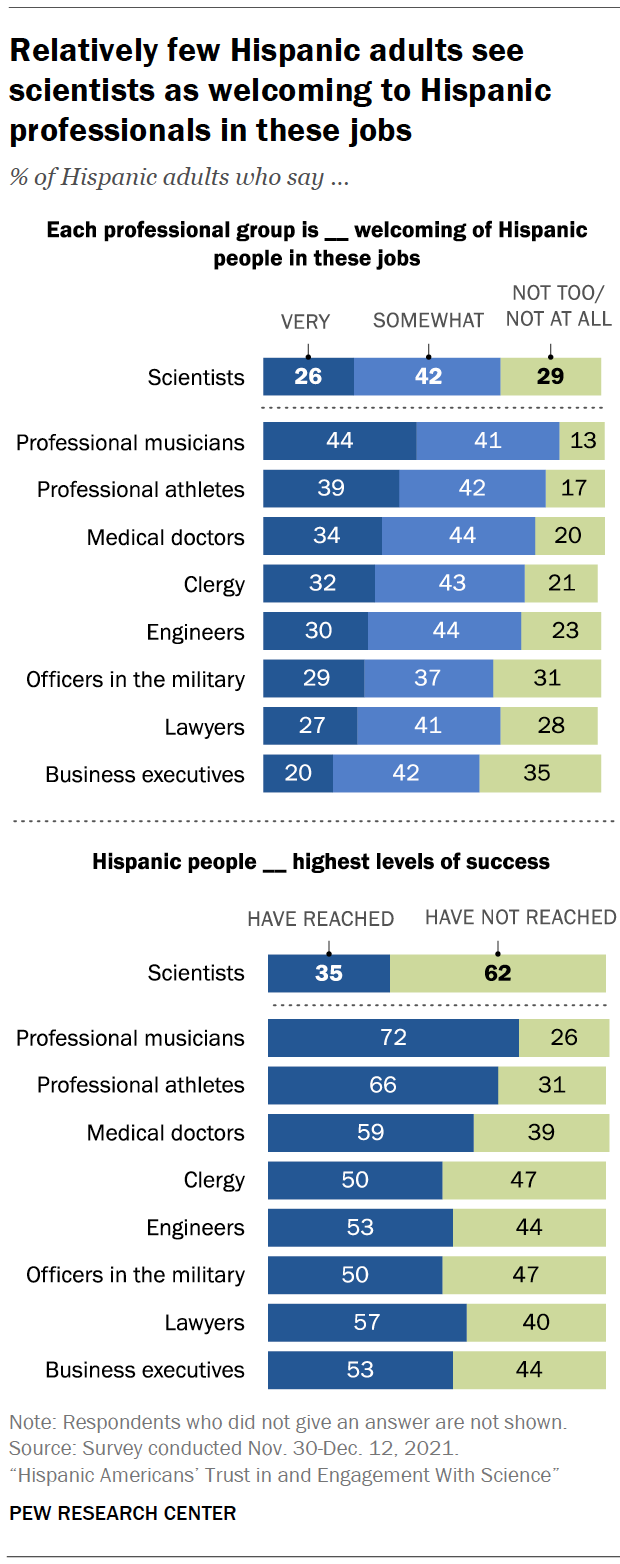 Relatively few Hispanic adults see
scientists as welcoming to Hispanic
professionals in these jobs
% of Hispanic adults who say ...
Each professional group is __ welcoming of Hispanic
people in these jobs
VERY SOMEWHAT NOT TOO/
NOT AT ALL
Scientists 26 42 29
Professional musicians 44 41 13
Professional athletes 39 42 17
Medical doctors 34 44 20
Clergy 32 43 21
Engineers 30 44 23
Officers in the military 29 37 31
Lawyers 27 41 28
Business executives 20 42 35
Hispanic people __ highest levels of success
HAVE REACHED HAVE NOT REACHED
Scientists 35 62
Professional musicians 72 26
Professional athletes 66 31
Medical doctors 59 39
Clergy 50 47
Engineers 53 44
Officers in the military 50 47
Lawyers 57 40
Business executives 53 44
Note: Respondents who did not give an answer are not shown.
Source: Survey conducted Nov. 30-Dec. 12, 2021.
“Hispanic Americans’ Trust in and Engagement With Science”
PEW RESEARCH CENTER